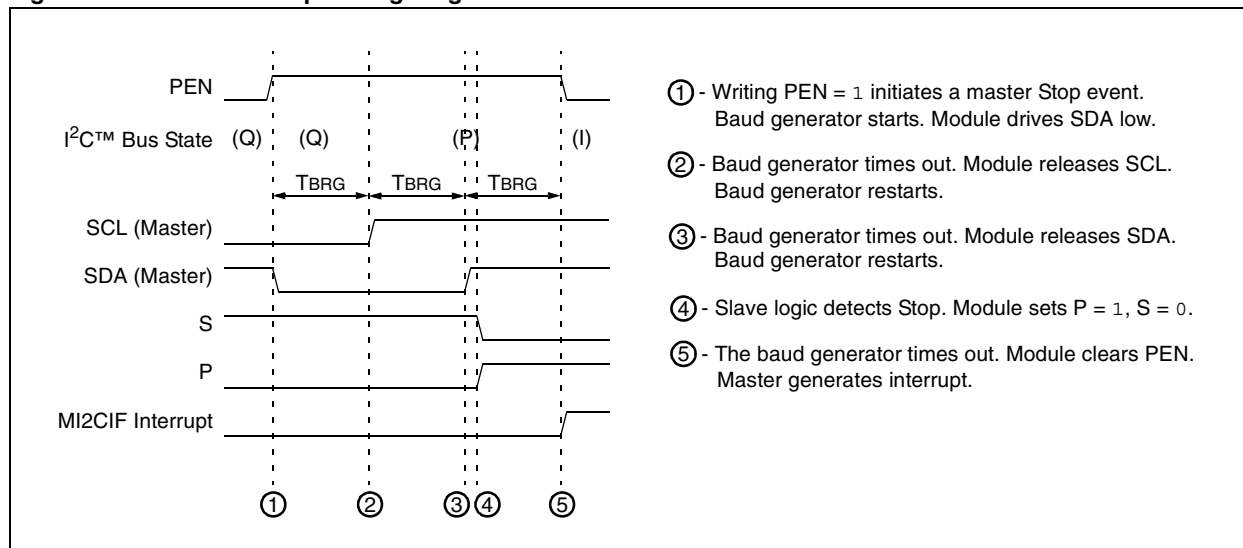 PEN
I2C™ Bus State (Q) (Q) (P) (I)
TBRG TBRG TBRG
SCL (Master)
SDA (Master)
S
P
MI2CIF Interrupt
1 2 3 4 5
1 - Writing PEN = 1 initiates a master Stop event.
Baud generator starts. Module drives SDA low.
2 - Baud generator times out. Module releases SCL.
Baud generator restarts.
3 - Baud generator times out. Module releases SDA.
Baud generator restarts.
4 - Slave logic detects Stop. Module sets P = 1, S = 0.
5 - The baud generator times out. Module clears PEN.
Master generates interrupt.